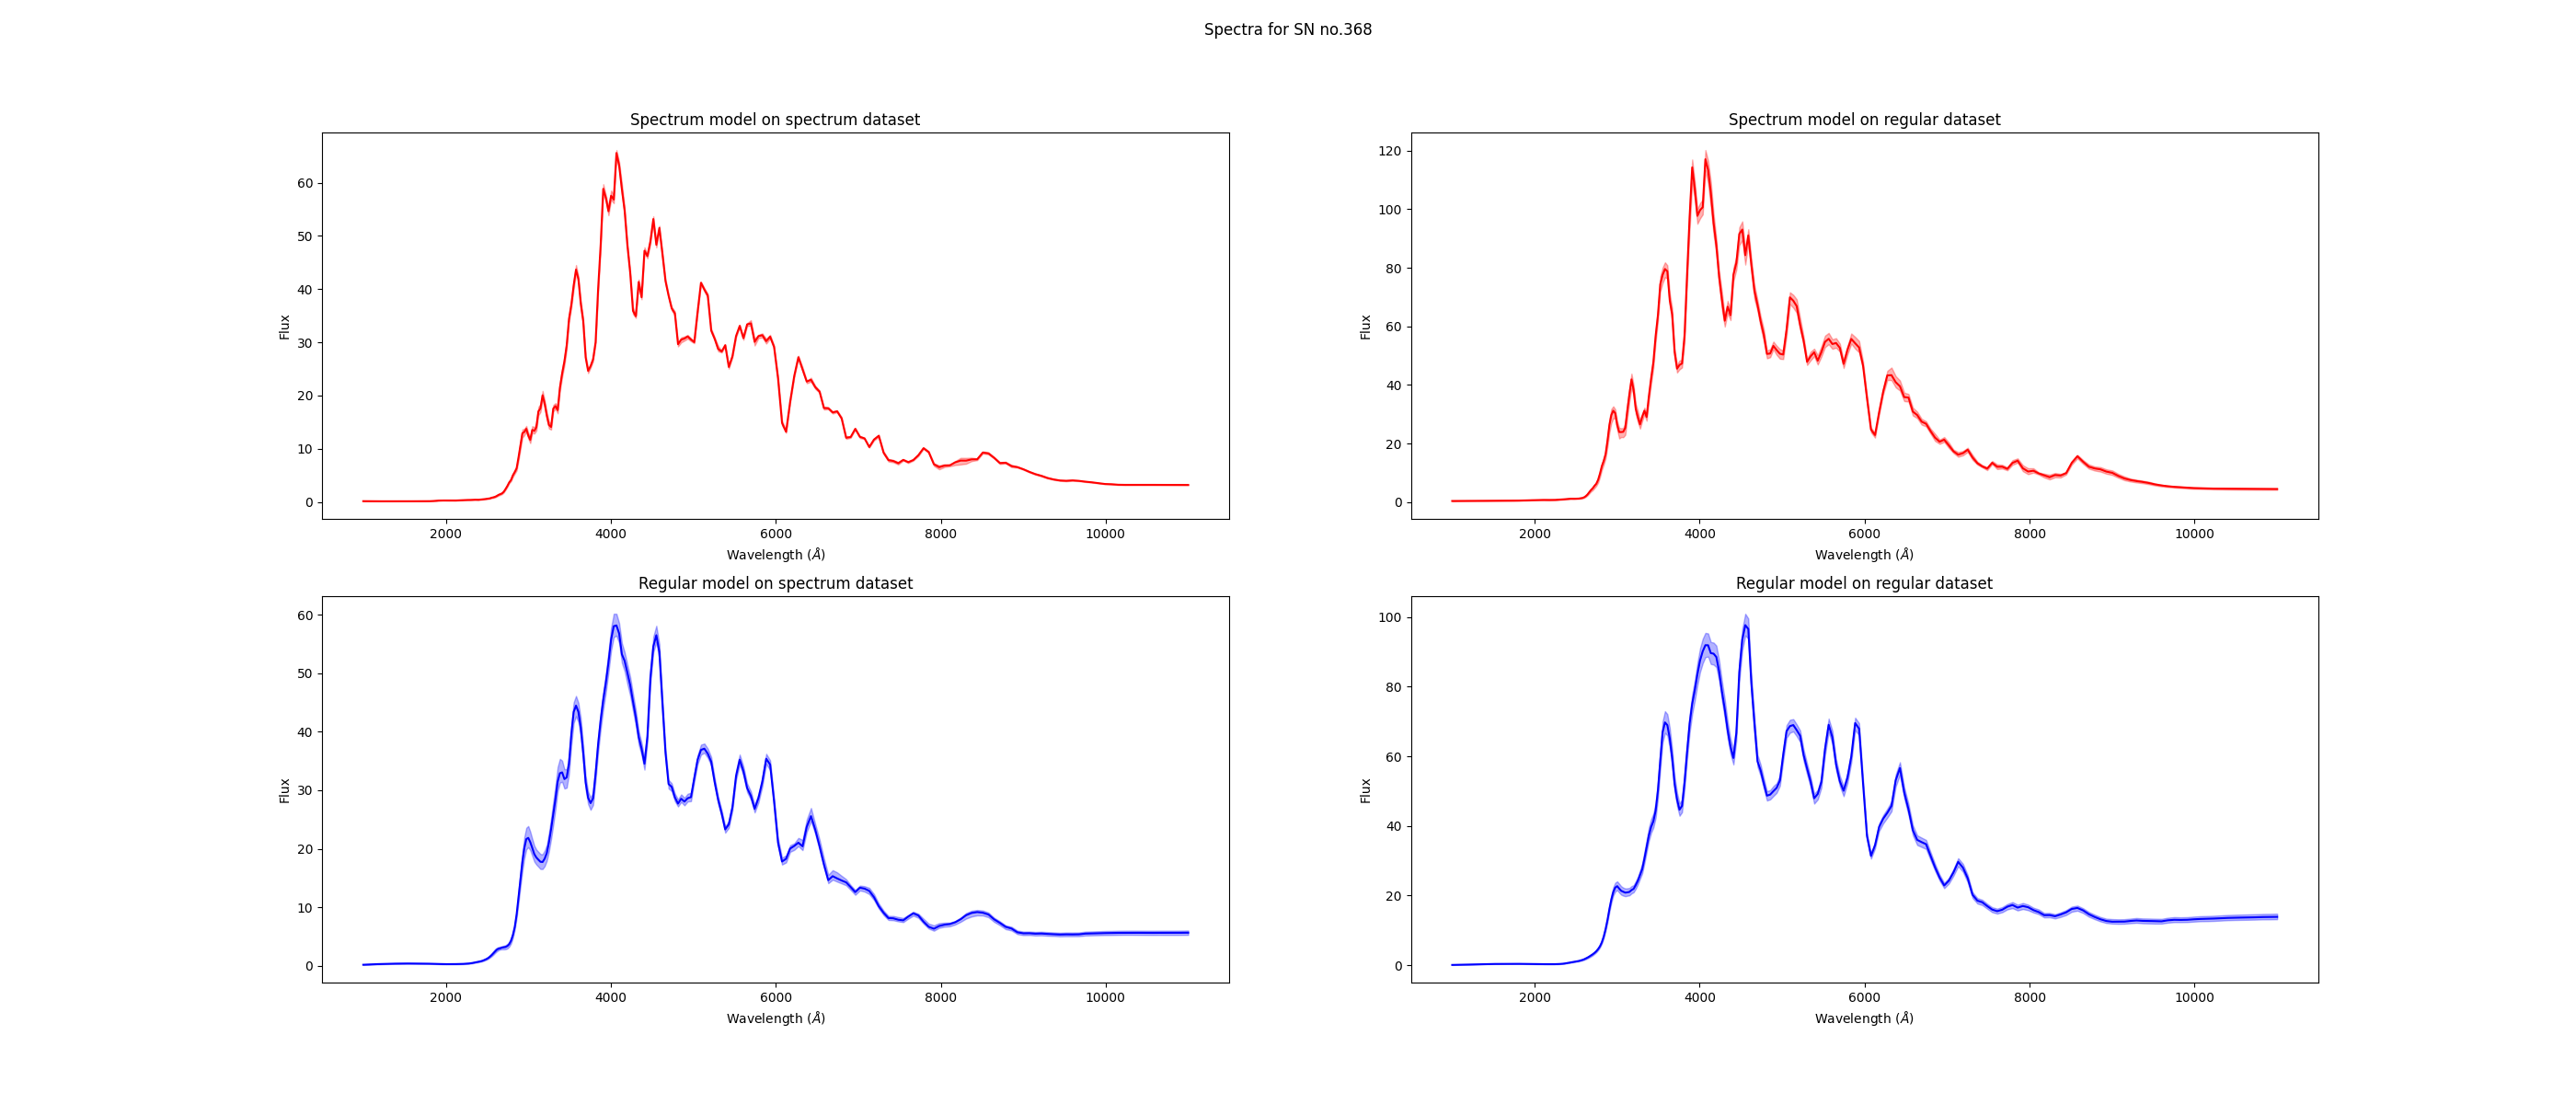 Spectra for SN no.368
Spectrum model on spectrum dataset
Flux
60
50
40
30
20
10
0
2000 4000 6000 8000 10000
Wavelength (Å)
Spectrum model on regular dataset
Flux
120
100
80
60
40
20
0
2000 4000 6000 8000 10000
Wavelength (Å)
Regular model on spectrum dataset
Flux
60
50
40
30
20
10
0
2000 4000 6000 8000 10000
Wavelength (Å)
Regular model on regular dataset
Flux
100
80
60
40
20
0
2000 4000 6000 8000 10000
Wavelength (Å)